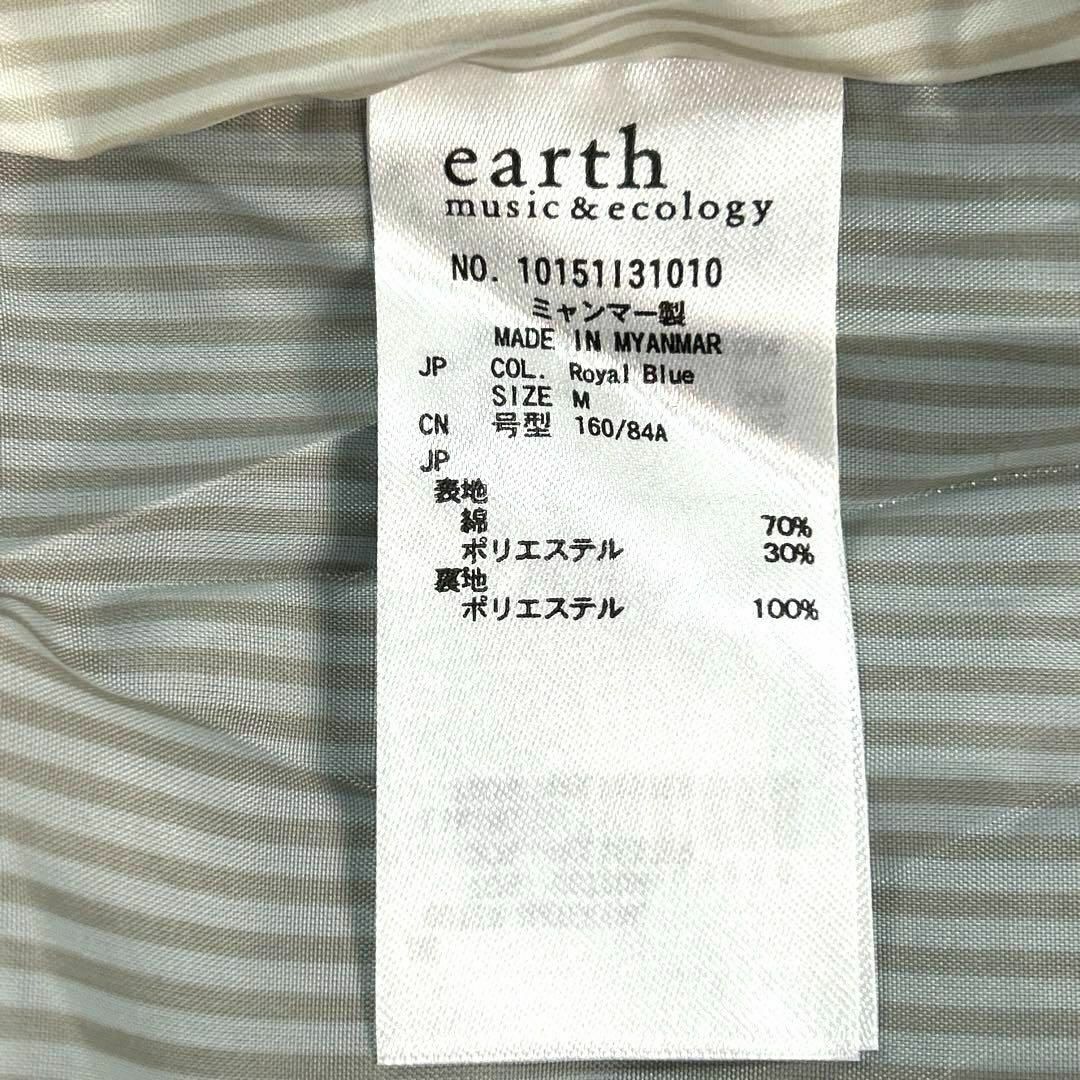 earth
music & ecology
NO. 10151131010
ミャンマー製
MADE IN MYANMAR
JP COL. Royal Blue
SIZE M
CN 号型 160/84A
JP
表地
綿 70%
ポリエステル 30%
裏地
ポリエステル 100%